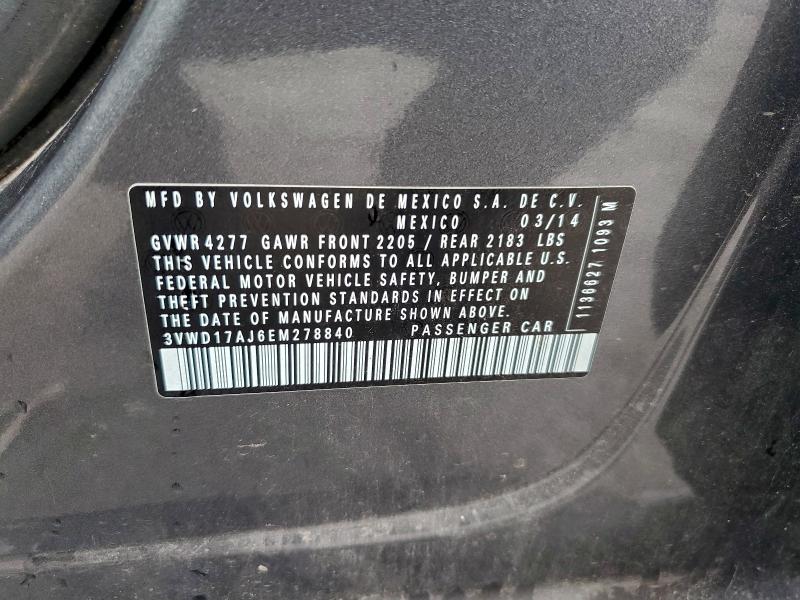 MFD BY VOLKSWAGEN DE MEXICO S.A. DE C.V.
MEXICO 03/14
GVWR 4277 GAWR FRONT 2205 / REAR 2183 LBS
THIS VEHICLE CONFORMS TO ALL APPLICABLE U.S.
FEDERAL MOTOR VEHICLE SAFETY, BUMPER AND
THEFT PREVENTION STANDARDS IN EFFECT ON
THE DATE OF MANUFACTURE SHOWN ABOVE.
3VWD17AJ6EM278840 PASSENGER CAR
1136627 1093 M